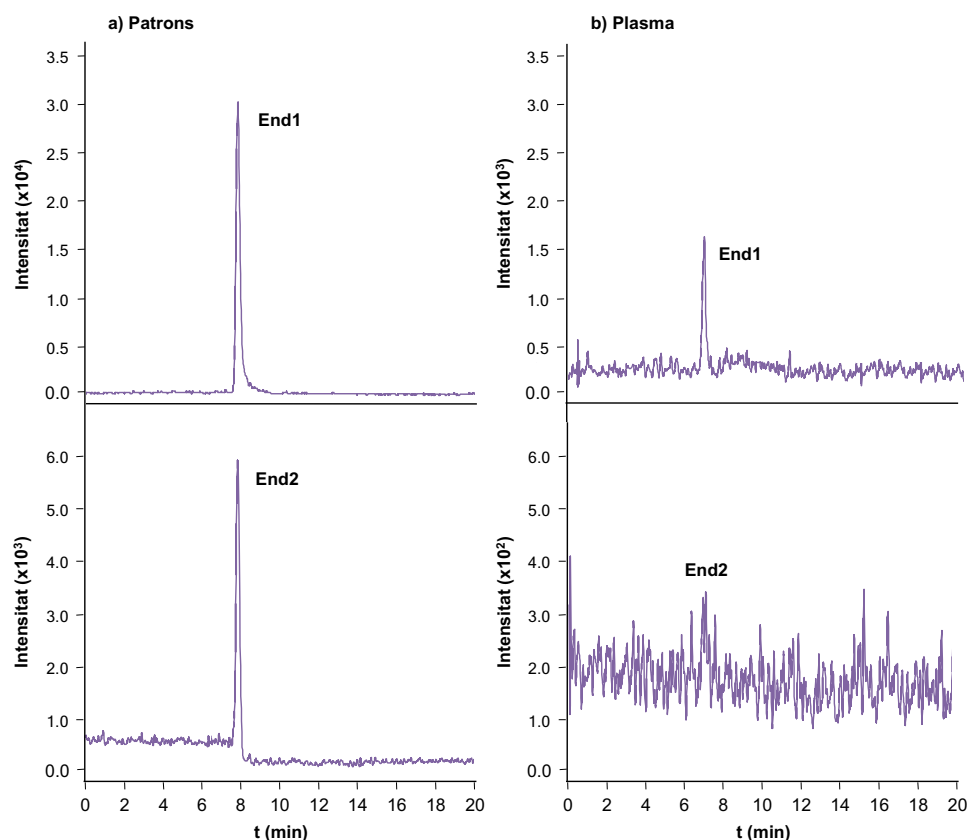 a) Patrons
b) Plasma
Intensitat (x10⁴)
3.5
3.0
2.5
2.0
1.5
1.0
0.5
0.0
End1
Intensitat (x10³)
3.5
3.0
2.5
2.0
1.5
1.0
0.5
0.0
End1
Intensitat (x10³)
6.0
5.0
4.0
3.0
2.0
1.0
0.0
End2
0 2 4 6 8 10 12 14 16 18 20
t (min)
Intensitat (x10²)
6.0
5.0
4.0
3.0
2.0
1.0
0.0
End2
0 2 4 6 8 10 12 14 16 18 20
t (min)